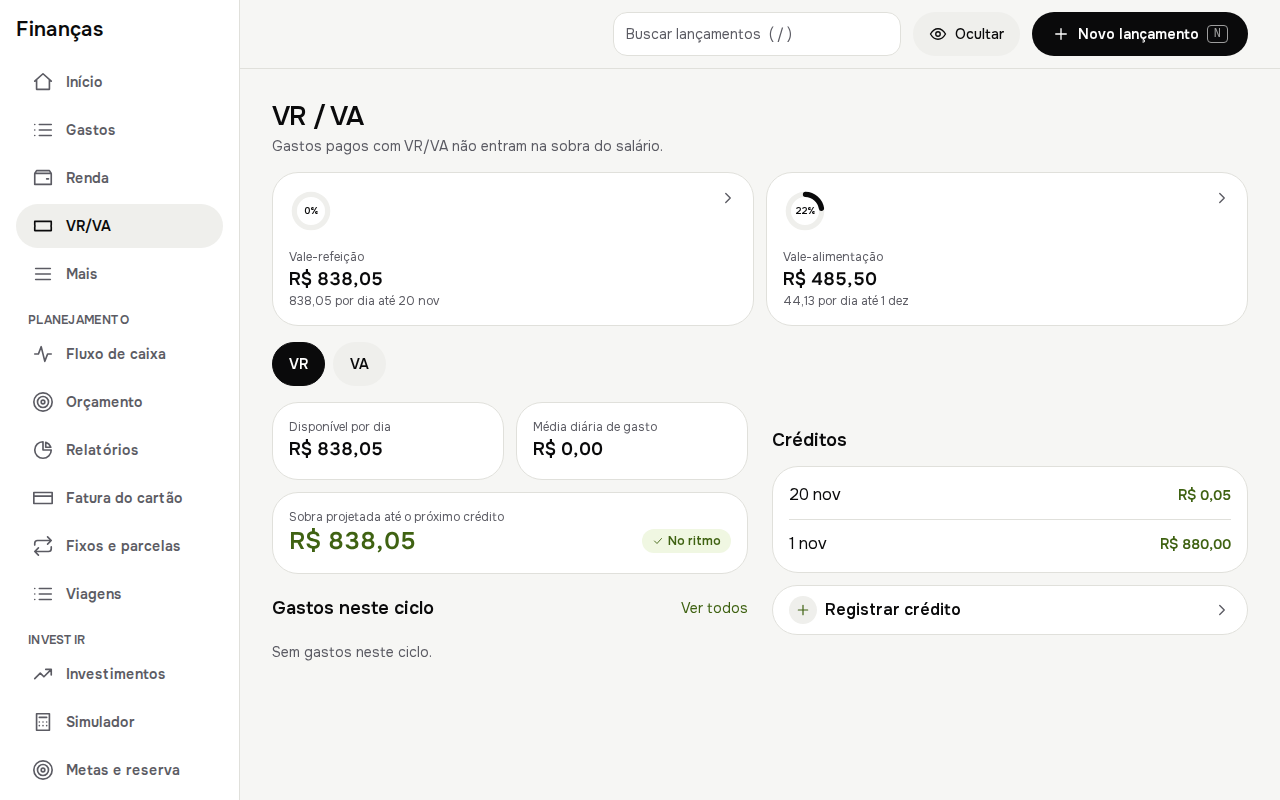 Finanças
Buscar lançamentos ( / )
Ocultar
Novo lançamento N
Início
Gastos
Renda
VR/VA
Mais
PLANEJAMENTO
Fluxo de caixa
Orçamento
Relatórios
Fatura do cartão
Fixos e parcelas
Viagens
INVESTIR
Investimentos
Simulador
Metas e reserva
VR / VA
Gastos pagos com VR/VA não entram na sobra do salário.
0%
Vale-refeição
R$ 838,05
838,05 por dia até 20 nov
22%
Vale-alimentação
R$ 485,50
44,13 por dia até 1 dez
VR
VA
Disponível por dia
R$ 838,05
Média diária de gasto
R$ 0,00
Sobra projetada até o próximo crédito
R$ 838,05
No ritmo
Gastos neste ciclo
Ver todos
Sem gastos neste ciclo.
Créditos
20 nov R$ 0,05
1 nov R$ 880,00
Registrar crédito